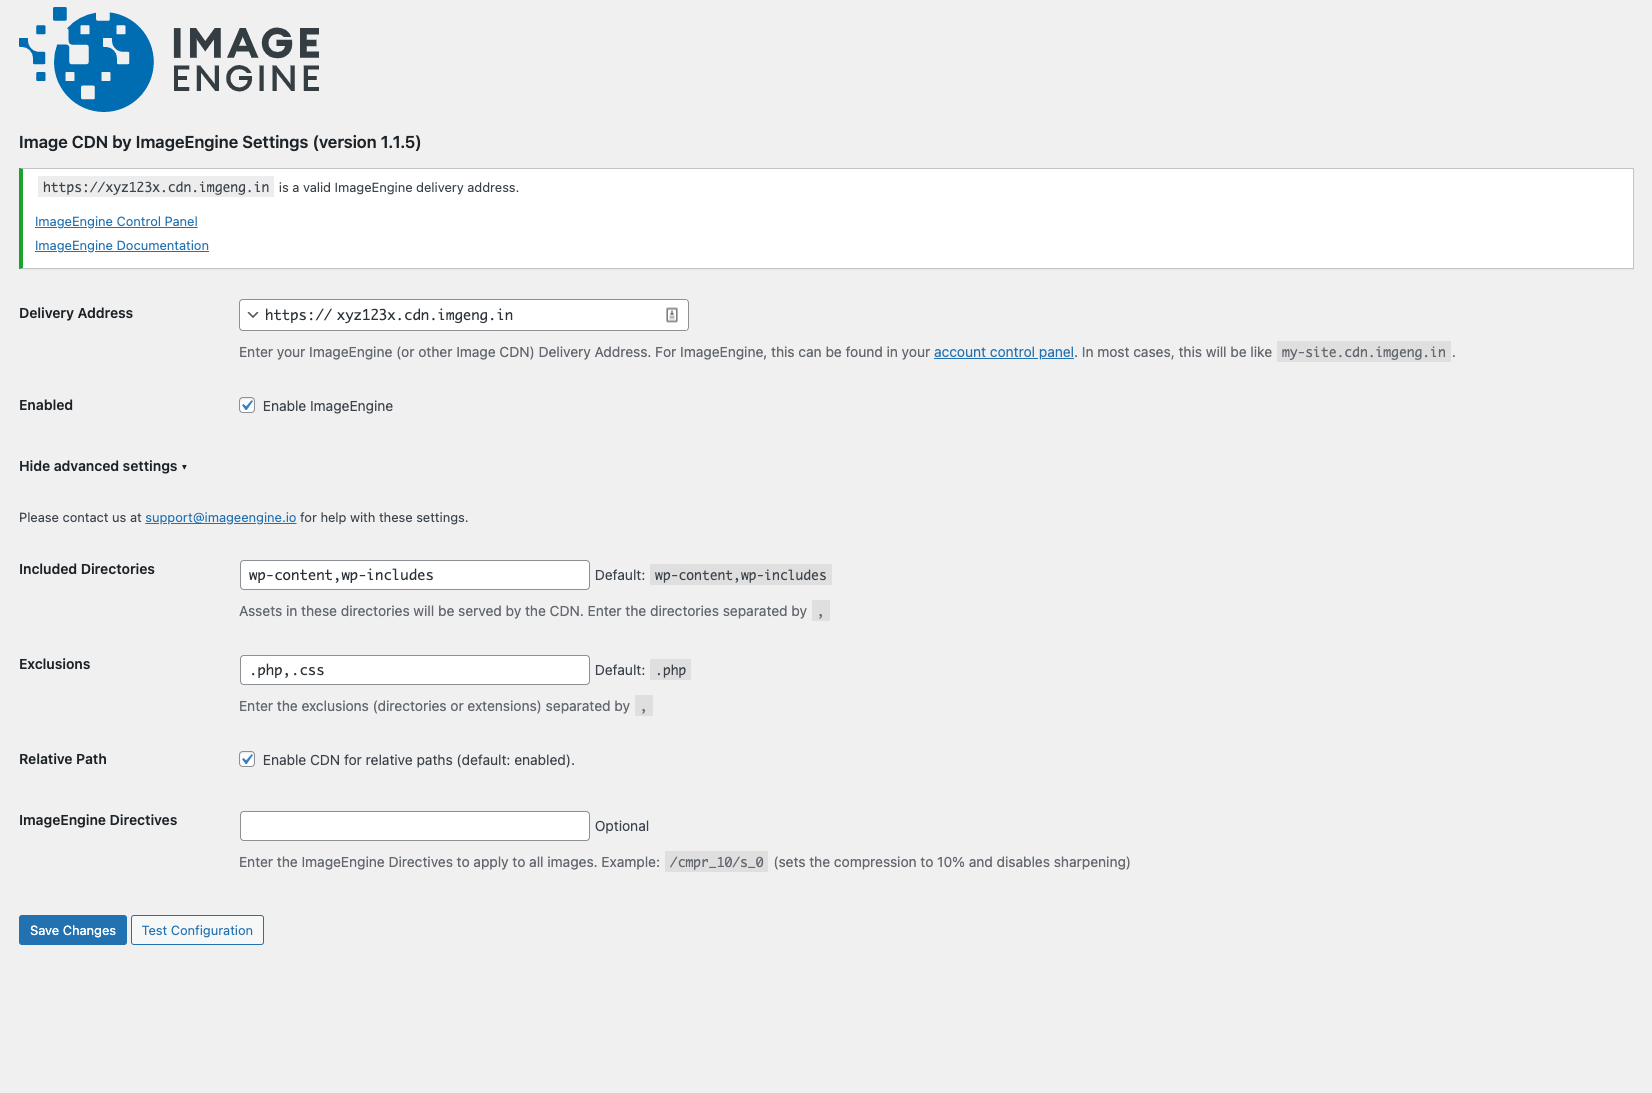 IMAGE
ENGINE
Image CDN by ImageEngine Settings (version 1.1.5)
https://xyz123x.cdn.imgeng.in is a valid ImageEngine delivery address.
ImageEngine Control Panel
ImageEngine Documentation
Delivery Address
https:// xyz123x.cdn.imgeng.in
Enter your ImageEngine (or other Image CDN) Delivery Address. For ImageEngine, this can be found in your account control panel. In most cases, this will be like my-site.cdn.imgeng.in .
Enabled
Enable ImageEngine
Hide advanced settings ▾
Please contact us at support@imageengine.io for help with these settings.
Included Directories
wp-content,wp-includes Default: wp-content,wp-includes
Assets in these directories will be served by the CDN. Enter the directories separated by ,
Exclusions
.php,.css Default: .php
Enter the exclusions (directories or extensions) separated by ,
Relative Path
Enable CDN for relative paths (default: enabled).
ImageEngine Directives
Optional
Enter the ImageEngine Directives to apply to all images. Example: /cmpr_10/s_0 (sets the compression to 10% and disables sharpening)
Save Changes Test Configuration